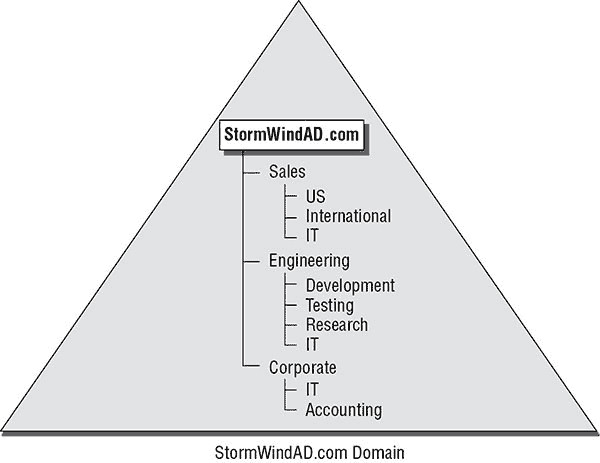 StormWindAD.com
Sales
US
International
IT
Engineering
Development
Testing
Research
IT
Corporate
IT
Accounting
StormWindAD.com Domain